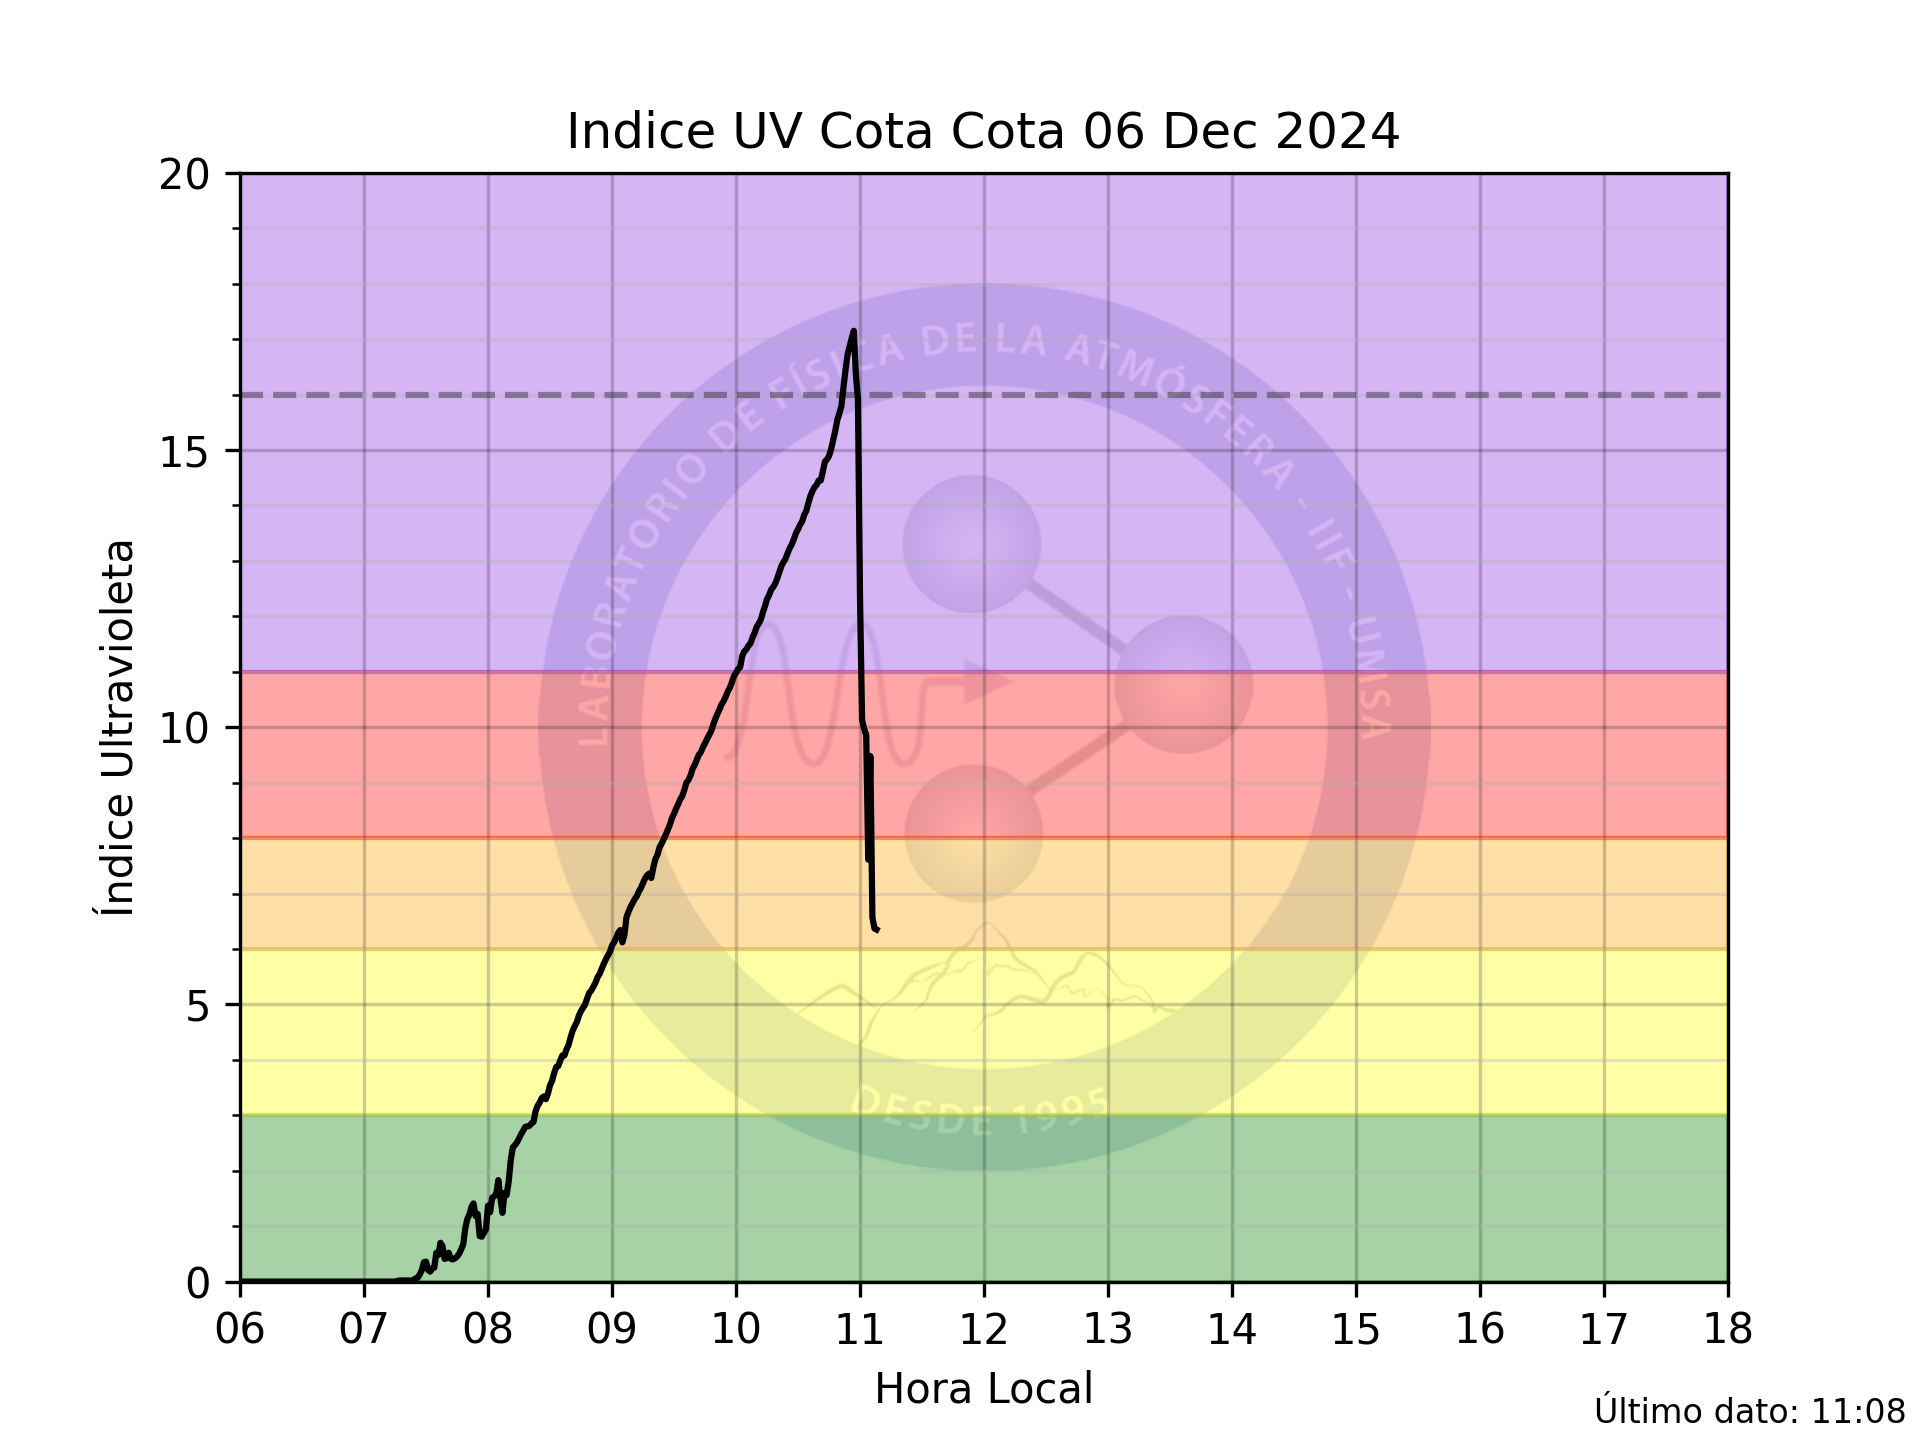 Indice UV Cota Cota 06 Dec 2024
20
15
10
5
0
Índice Ultravioleta
LABORATORIO DE FÍSICA DE LA ATMÓSFERA - IIF - UMSA
DESDE 1995
06 07 08 09 10 11 12 13 14 15 16 17 18
Hora Local
Último dato: 11:08